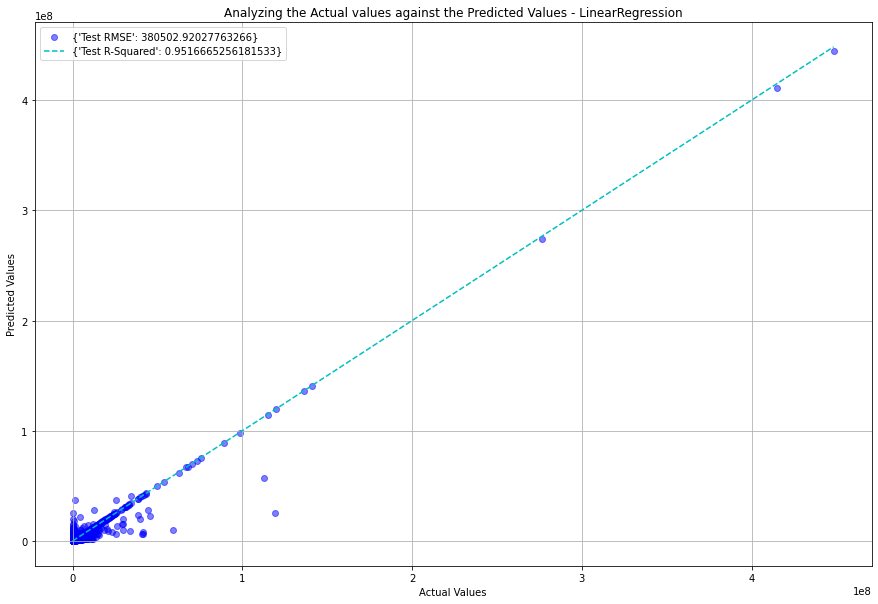 Analyzing the Actual values against the Predicted Values - LinearRegression
1e8
{'Test RMSE': 380502.92027763266}
{'Test R-Squared': 0.9516665256181533}
4
3
2
1
0
Predicted Values
0 1 2 3 4
1e8
Actual Values